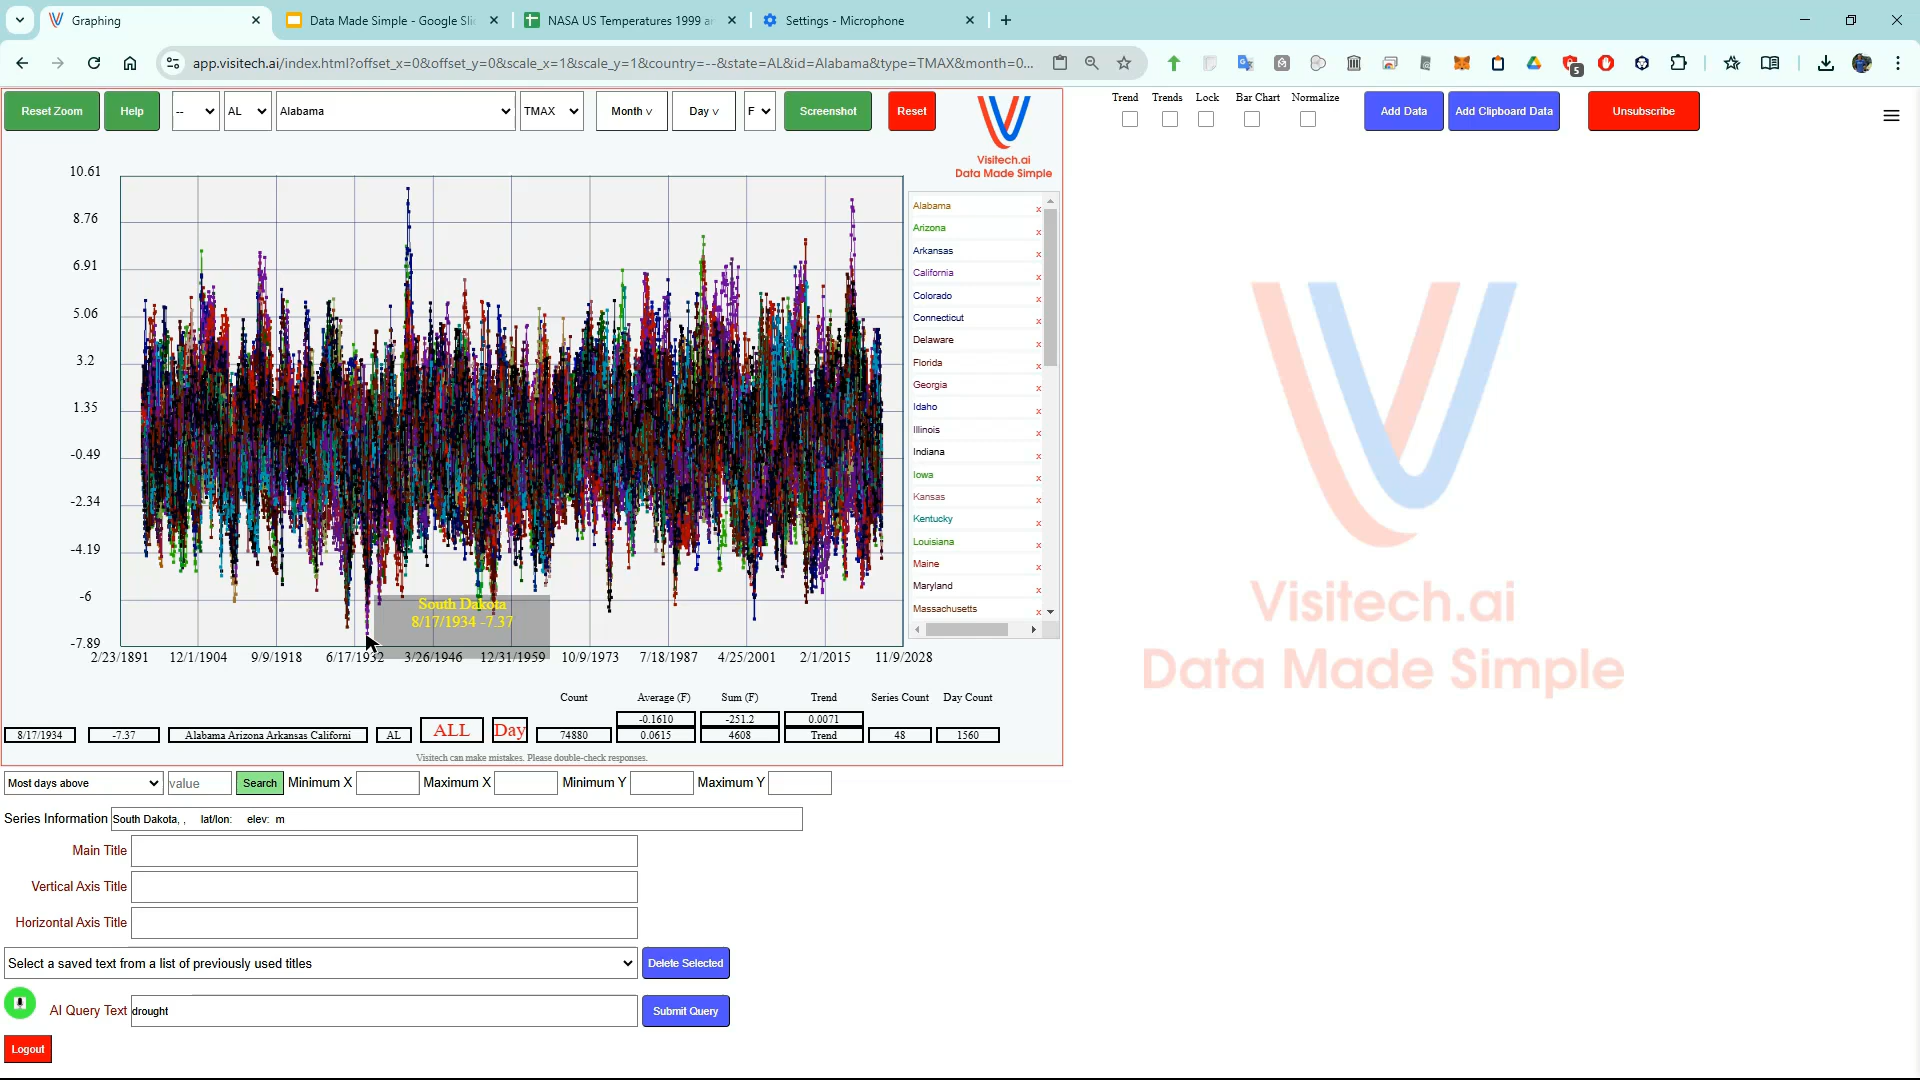 Graphing
Data Made Simple - Google Sli
NASA US Temperatures 1999 a
Settings - Microphone
app.visitech.ai/index.html?offset_x=0&offset_y=0&scale_x=1&scale_y=1&country=--&state=AL&id=Alabama&type=TMAX&month=0...
5
Reset Zoom
Help
--
AL
Alabama
TMAX
Month v
Day v
F
Screenshot
Reset
Visitech.ai
Data Made Simple
Trend
Trends
Lock
Bar Chart
Normalize
Add Data
Add Clipboard Data
Unsubscribe
10.61
8.76
6.91
5.06
3.2
1.35
-0.49
-2.34
-4.19
-6
-7.89
2/23/1891
12/1/1904
9/9/1918
6/17/1932
3/26/1946
12/31/1959
10/9/1973
7/18/1987
4/25/2001
2/1/2015
11/9/2028
South Dakota
8/17/1934 -7.37
Alabama x
Arizona x
Arkansas x
California x
Colorado x
Connecticut x
Delaware x
Florida x
Georgia x
Idaho x
Illinois x
Indiana x
Iowa x
Kansas x
Kentucky x
Louisiana x
Maine x
Maryland x
Massachusetts x
Visitech.ai
Data Made Simple
Count
Average (F)
Sum (F)
Trend
Series Count
Day Count
-0.1610
-251.2
0.0071
8/17/1934
-7.37
Alabama Arizona Arkansas Californi
AL
ALL
Day
74880
0.0615
4608
Trend
48
1560
Visitech can make mistakes. Please double-check responses.
Most days above
value
Search
Minimum X
Maximum X
Minimum Y
Maximum Y
Series Information
South Dakota, , lat/lon: elev: m
Main Title
Vertical Axis Title
Horizontal Axis Title
Select a saved text from a list of previously used titles
Delete Selected
AI Query Text
drought
Submit Query
Logout